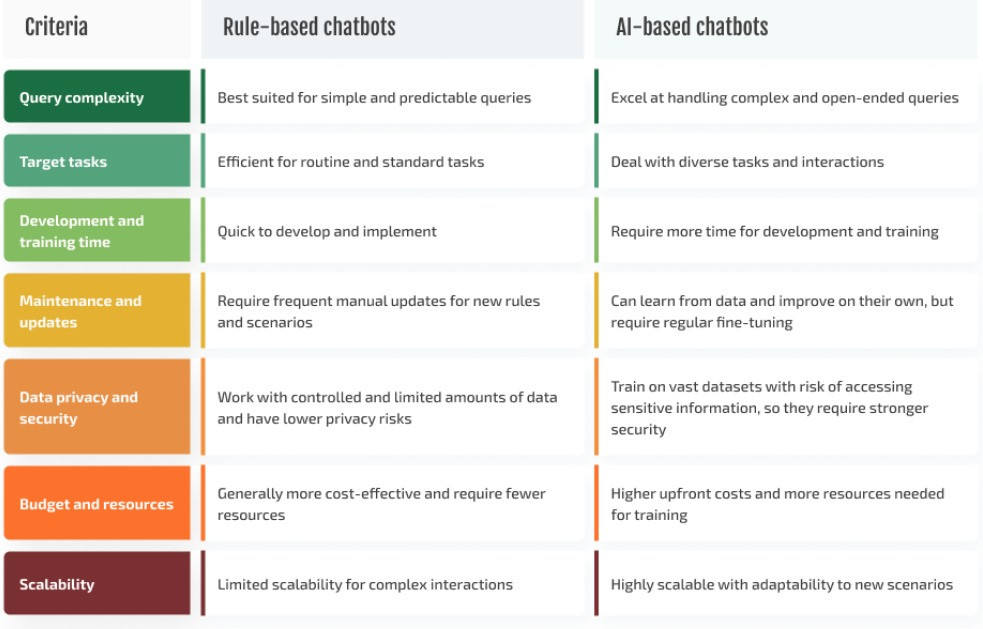 Criteria
Rule-based chatbots
AI-based chatbots
Query complexity
Best suited for simple and predictable queries
Excel at handling complex and open-ended queries
Target tasks
Efficient for routine and standard tasks
Deal with diverse tasks and interactions
Development and
training time
Quick to develop and implement
Require more time for development and training
Maintenance and
updates
Require frequent manual updates for new rules
and scenarios
Can learn from data and improve on their own, but
require regular fine-tuning
Data privacy and
security
Work with controlled and limited amounts of data
and have lower privacy risks
Train on vast datasets with risk of accessing
sensitive information, so they require stronger
security
Budget and resources
Generally more cost-effective and require fewer
resources
Higher upfront costs and more resources needed
for training
Scalability
Limited scalability for complex interactions
Highly scalable with adaptability to new scenarios